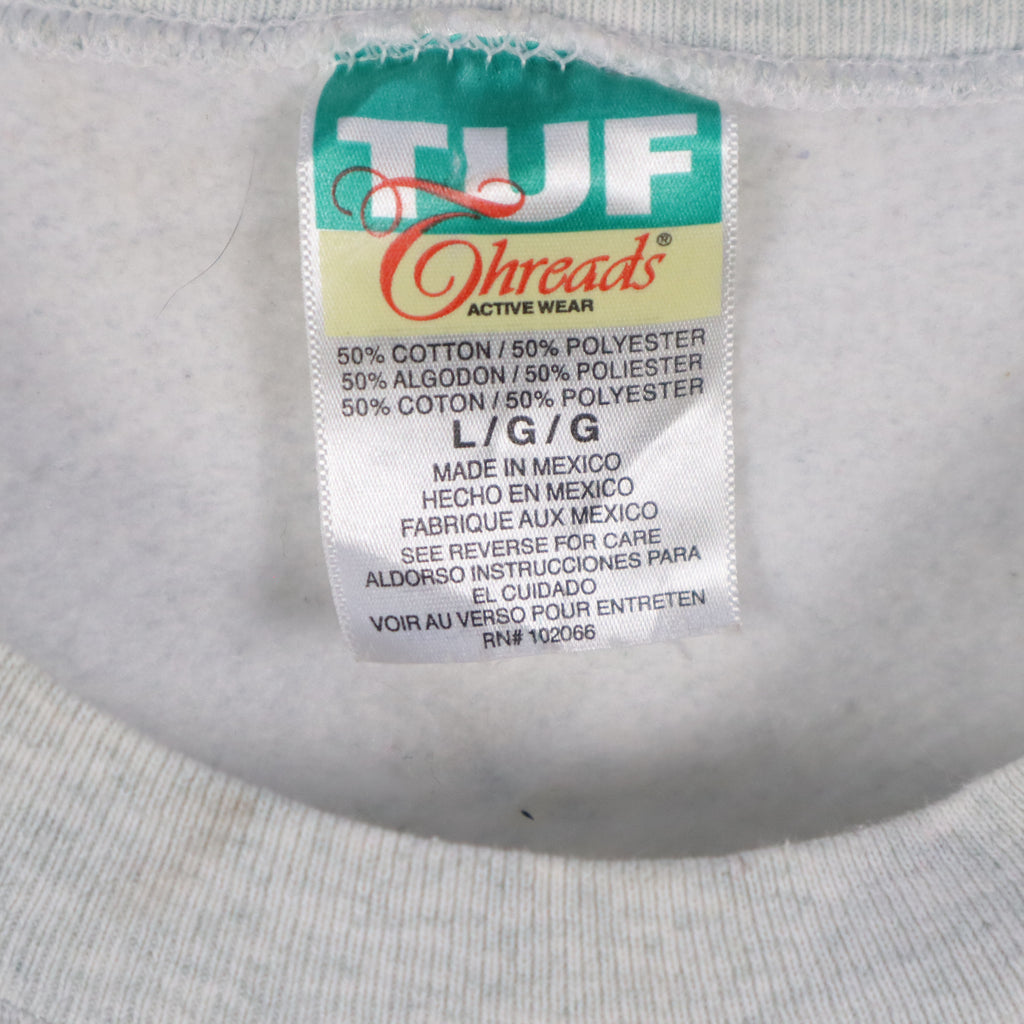 TUF
Threads®
ACTIVE WEAR
50% COTTON / 50% POLYESTER
50% ALGODON / 50% POLIESTER
50% COTON / 50% POLYESTER
L / G / G
MADE IN MEXICO
HECHO EN MEXICO
FABRIQUE AUX MEXICO
SEE REVERSE FOR CARE
ALDORSO INSTRUCCIONES PARA
EL CUIDADO
VOIR AU VERSO POUR ENTRETEN
RN# 102066